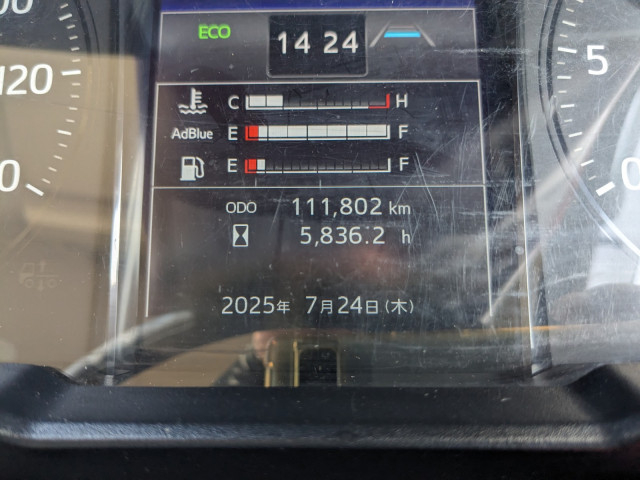 ECO
14 24
C H
AdBlue E F
E F
ODO 111,802 km
5,836.2 h
2025年 7月24日(木)
120
5
0